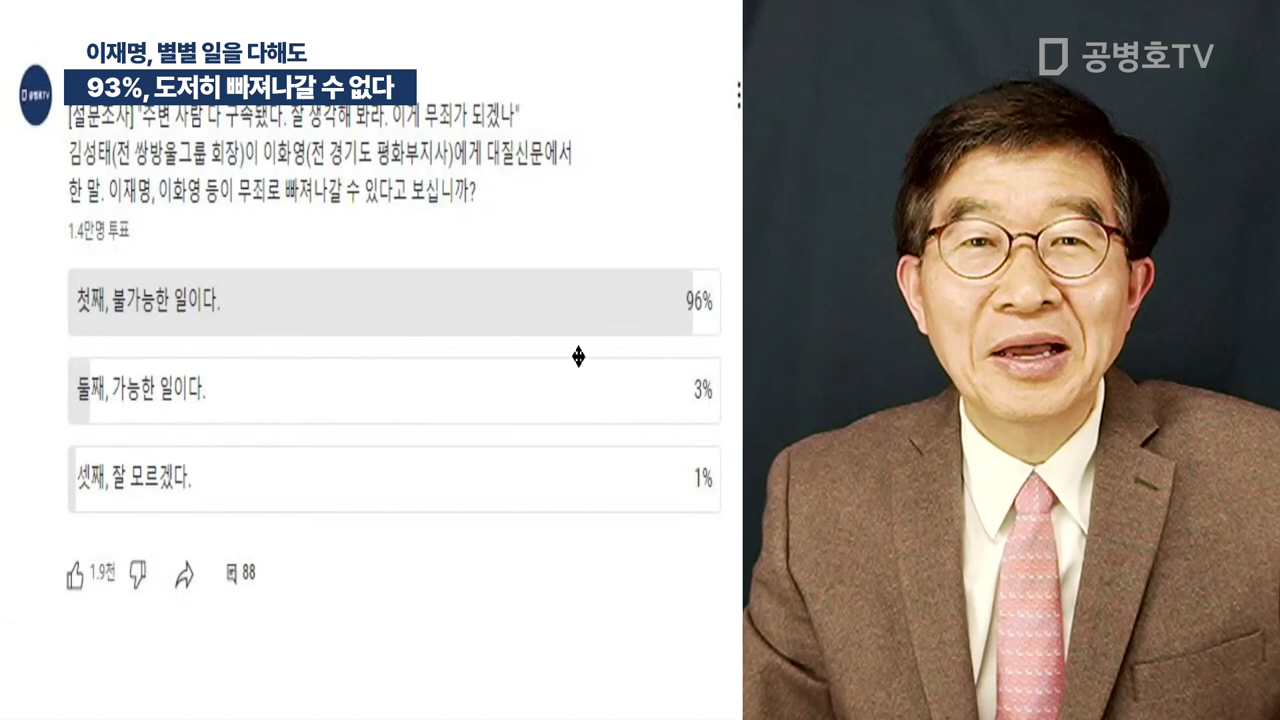 이재명, 별별 일을 다해도
93%, 도저히 빠져나갈 수 없다
공병호TV
공병호TV
[설문조사] "주변 사람 다 구속됐다. 잘 생각해 봐라. 이게 무죄가 되겠나"
김성태(전 쌍방울그룹 회장)이 이화영(전 경기도 평화부지사)에게 대질신문에서
한 말. 이재명, 이화영 등이 무죄로 빠져나갈 수 있다고 보십니까?
1.4만명 투표
첫째, 불가능한 일이다. 96%
둘째, 가능한 일이다. 3%
셋째, 잘 모르겠다. 1%
1.9천 88